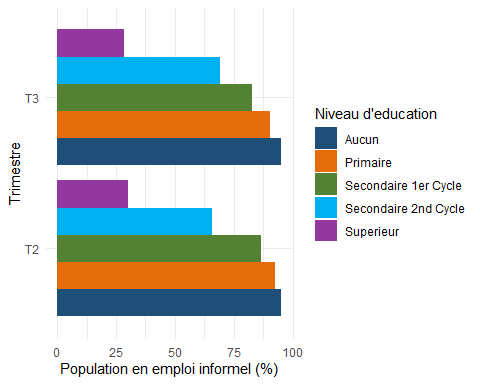 T3
T2
Trimestre
0 25 50 75 100
Population en emploi informel (%)
Niveau d'education
Aucun
Primaire
Secondaire 1er Cycle
Secondaire 2nd Cycle
Superieur